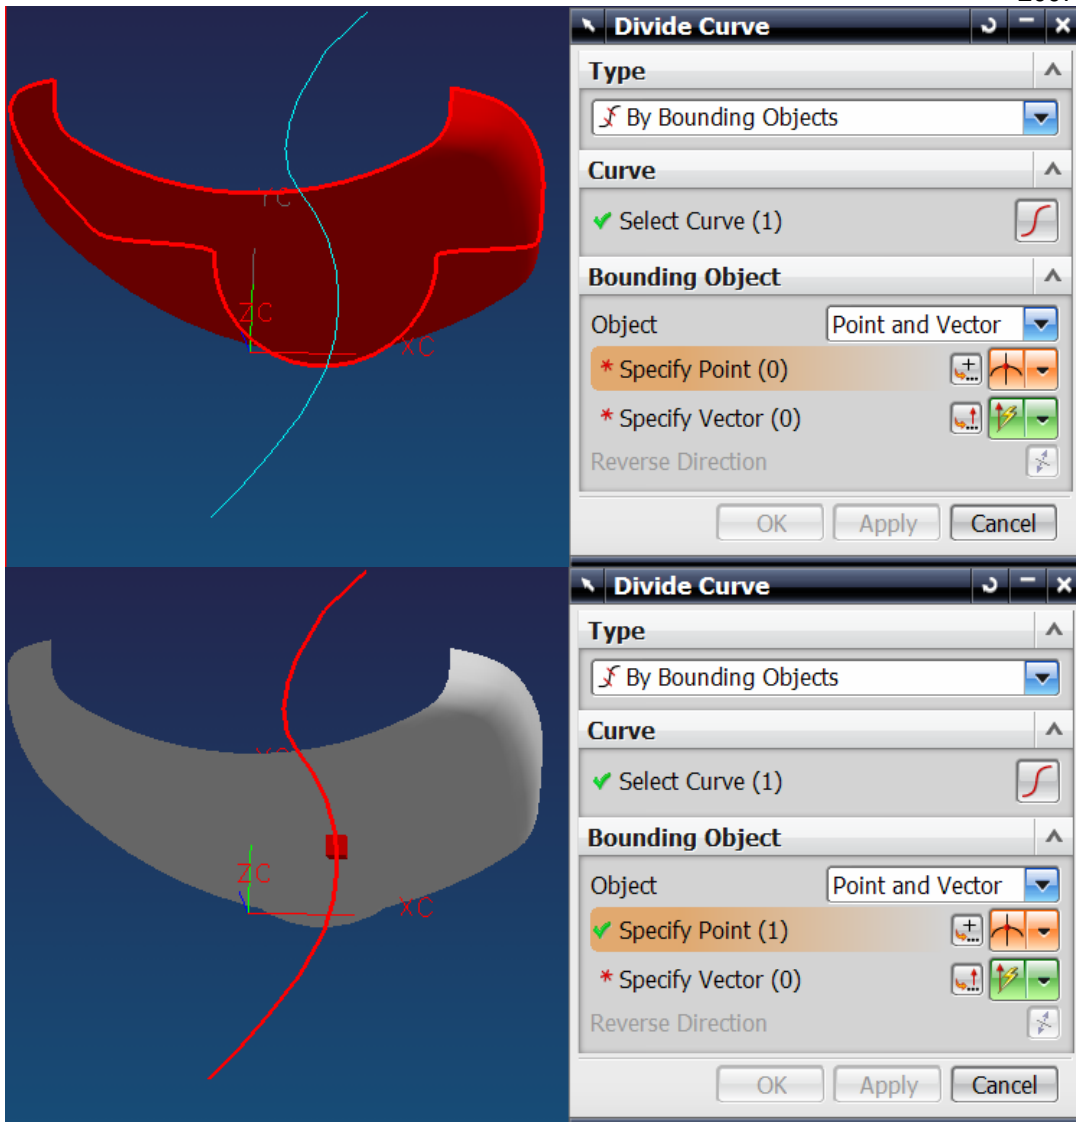 Divide Curve
Type
By Bounding Objects
Curve
Select Curve (1)
Bounding Object
Object Point and Vector
* Specify Point (0)
* Specify Vector (0)
Reverse Direction
OK Apply Cancel
YC
ZC
XC
Divide Curve
Type
By Bounding Objects
Curve
Select Curve (1)
Bounding Object
Object Point and Vector
Specify Point (1)
* Specify Vector (0)
Reverse Direction
OK Apply Cancel
ZC
XC